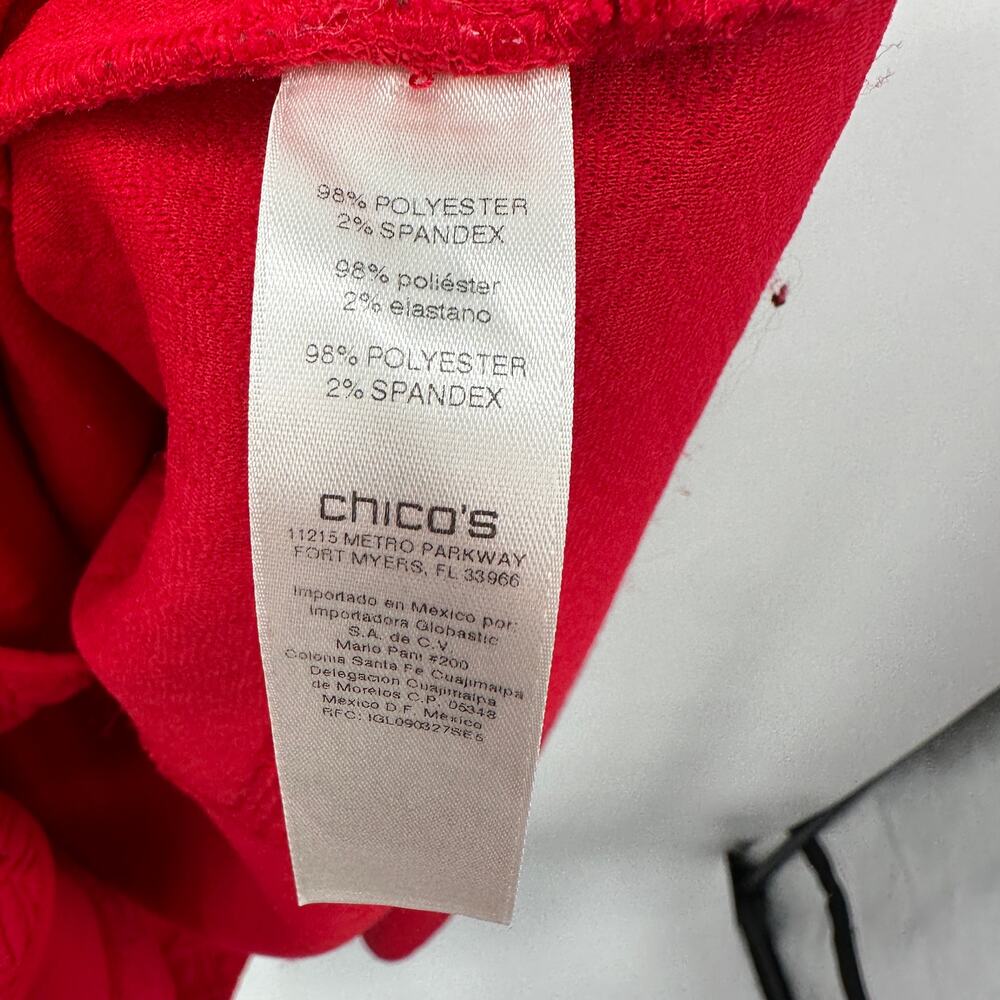 98% POLYESTER
2% SPANDEX
98% poliéster
2% elastano
98% POLYESTER
2% SPANDEX
chico's
11215 METRO PARKWAY
FORT MYERS, FL 33966
Importado en Mexico por:
Importadora Globastic
S.A. de C.V.
Mario Pani #200
Colonia Santa Fe Cuajimalpa
Delegacion Cuajimalpa
de Morelos C.P. 05348
Mexico D.F. Mexico
RFC: IGL090327SE6